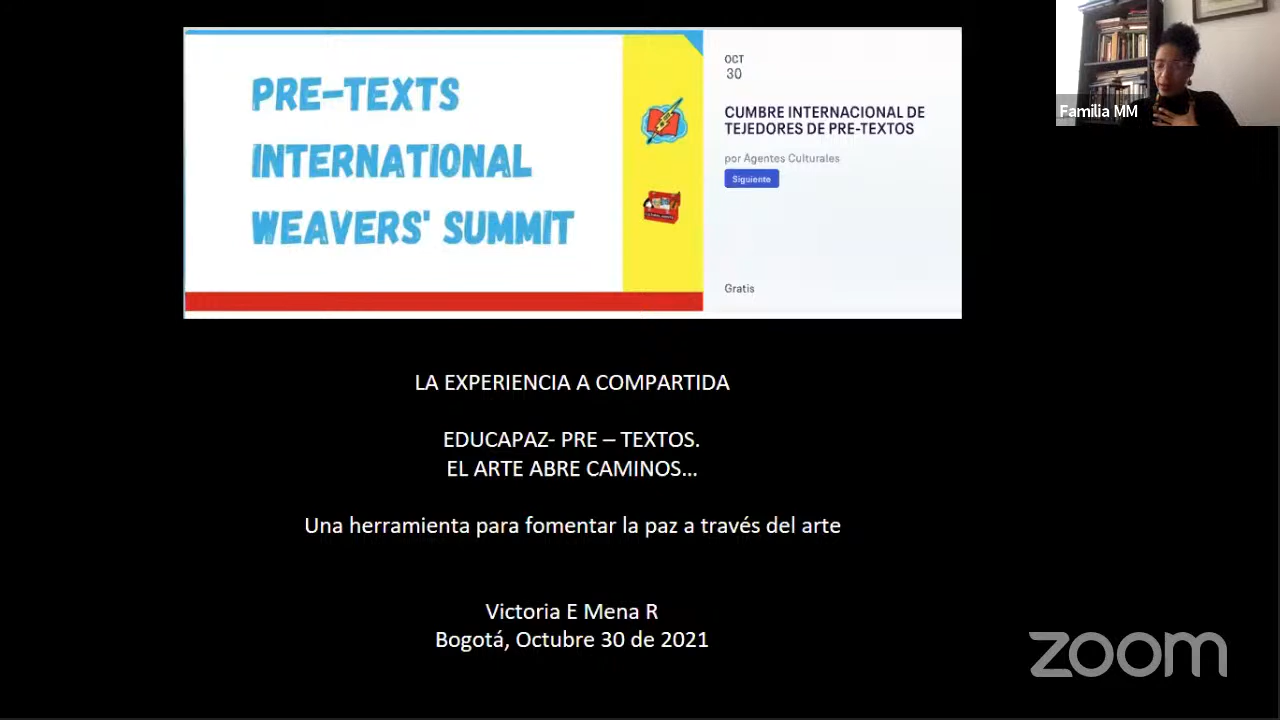 PRE-TEXTS
INTERNATIONAL
WEAVERS' SUMMIT
OCT
30
CUMBRE INTERNACIONAL DE
TEJEDORES DE PRE-TEXTOS
por Agentes Culturales
Siguiente
Gratis
Familia MM
LA EXPERIENCIA A COMPARTIDA
EDUCAPAZ- PRE – TEXTOS.
EL ARTE ABRE CAMINOS...
Una herramienta para fomentar la paz a través del arte
Victoria E Mena R
Bogotá, Octubre 30 de 2021
zoom